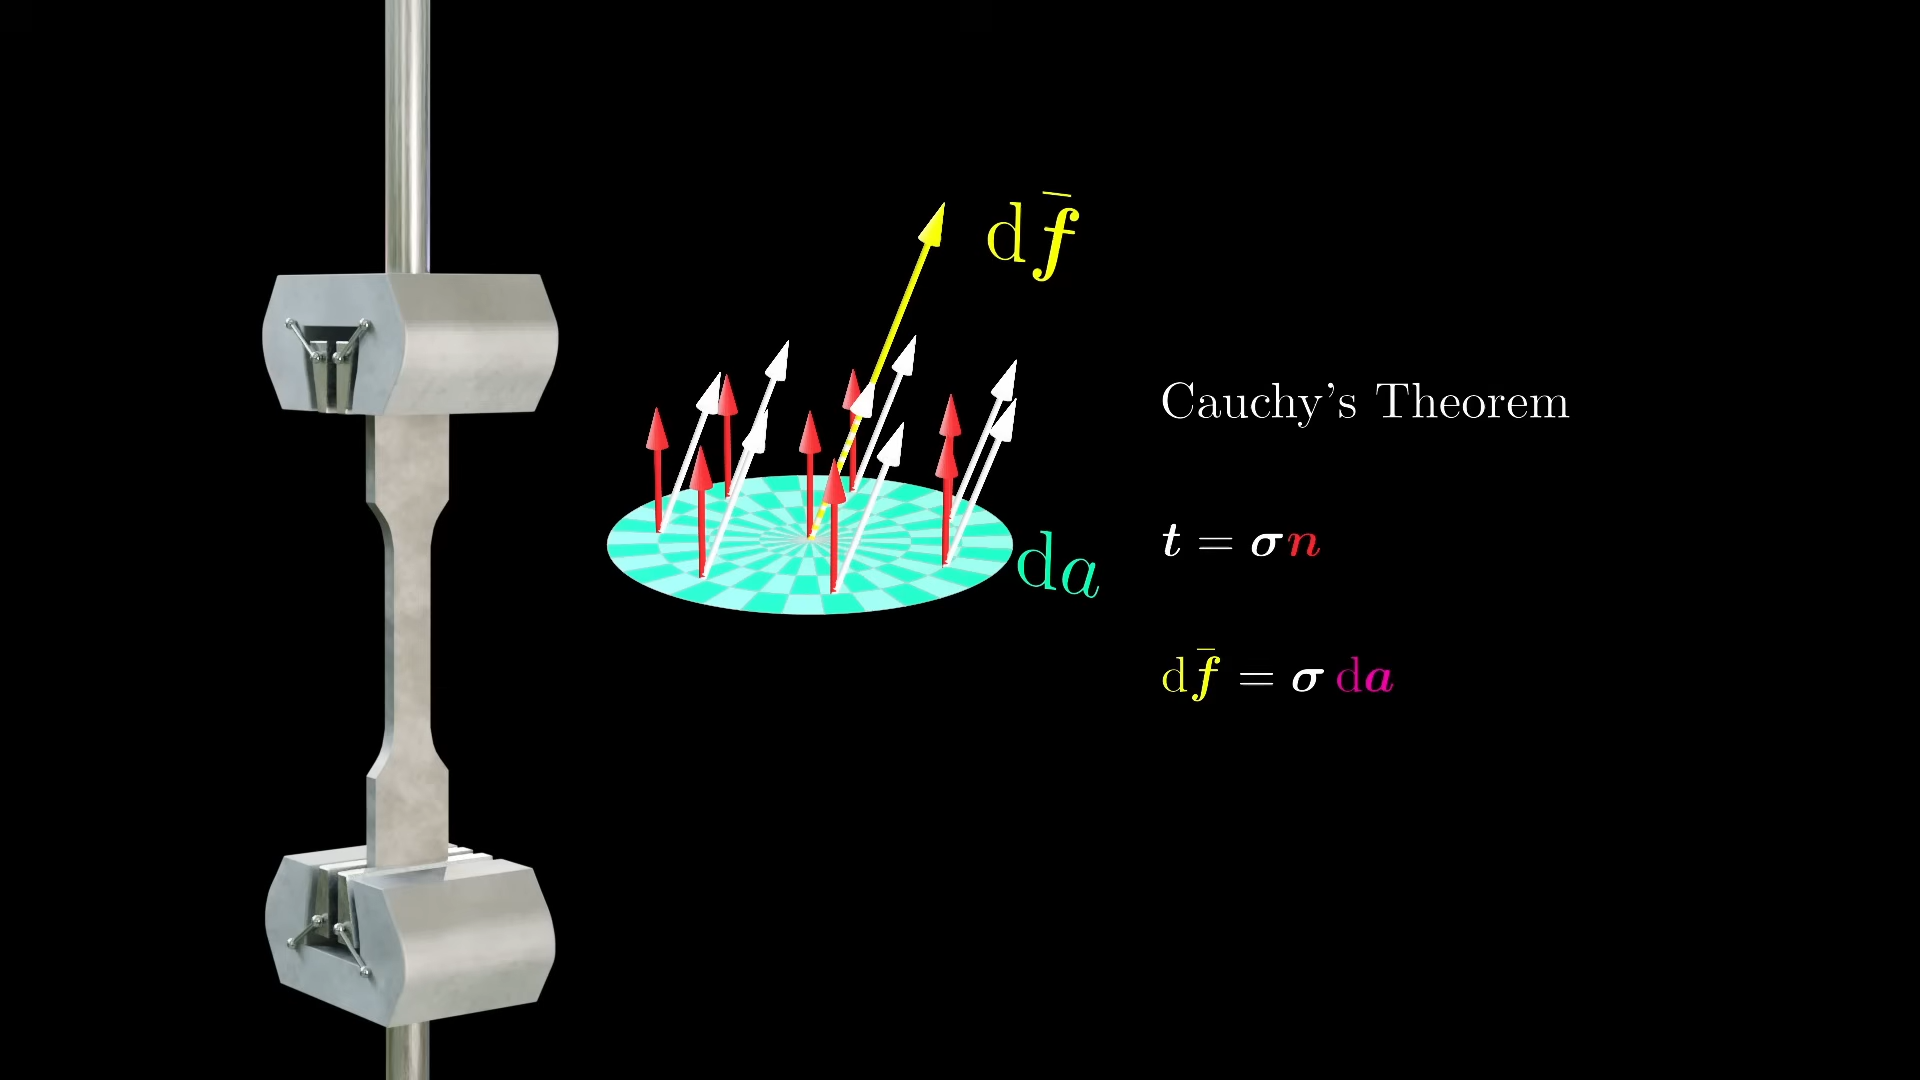 d𝒇̄
da
Cauchy's Theorem
𝒕 = 𝝈𝒏
d𝒇̄ = 𝝈 d𝒂